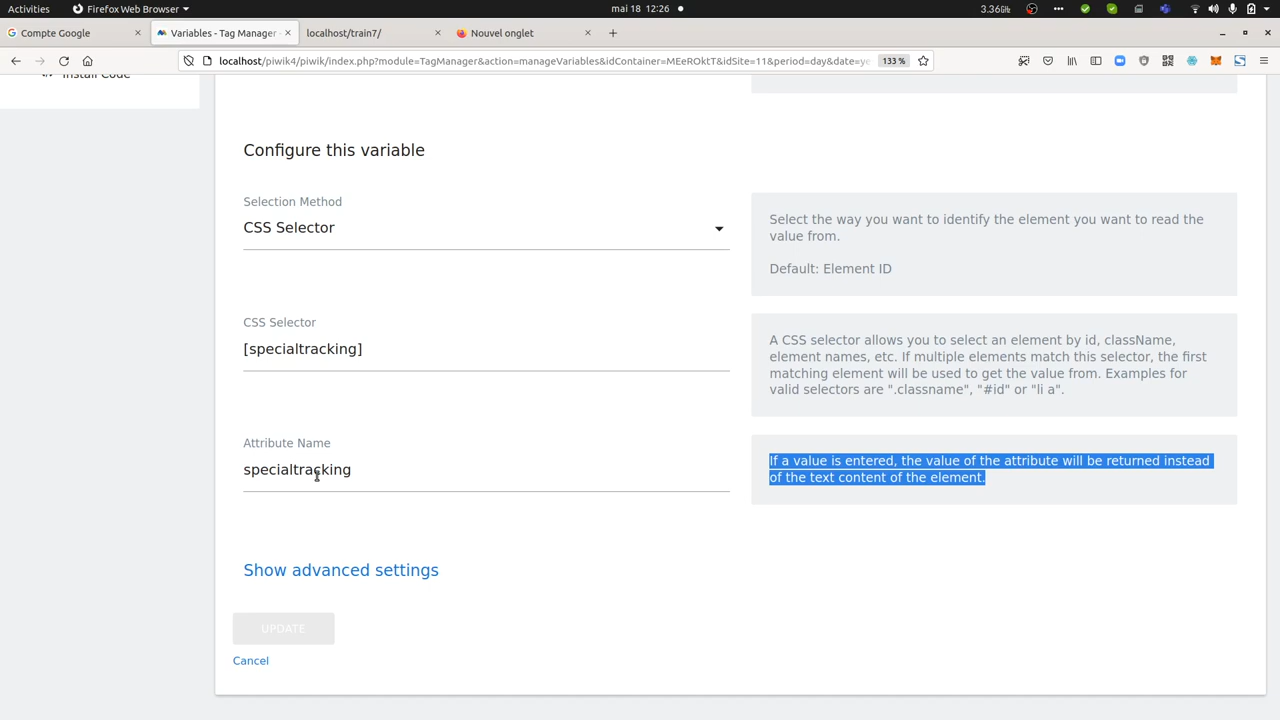 Activities
Firefox Web Browser
mai 18 12:26
3.36696
Compte Google
Variables - Tag Manager -
localhost/train7/
Nouvel onglet
localhost/piwik4/piwik/index.php?module=TagManager&action=manageVariables&idContainer=MEeROktT&idSite=11&period=day&date=ye
133 %
Install Code
Configure this variable
Selection Method
CSS Selector
Select the way you want to identify the element you want to read the
value from.
Default: Element ID
CSS Selector
[specialtracking]
A CSS selector allows you to select an element by id, className,
element names, etc. If multiple elements match this selector, the first
matching element will be used to get the value from. Examples for
valid selectors are ".classname", "#id" or "li a".
Attribute Name
specialtracking
If a value is entered, the value of the attribute will be returned instead
of the text content of the element.
Show advanced settings
UPDATE
Cancel